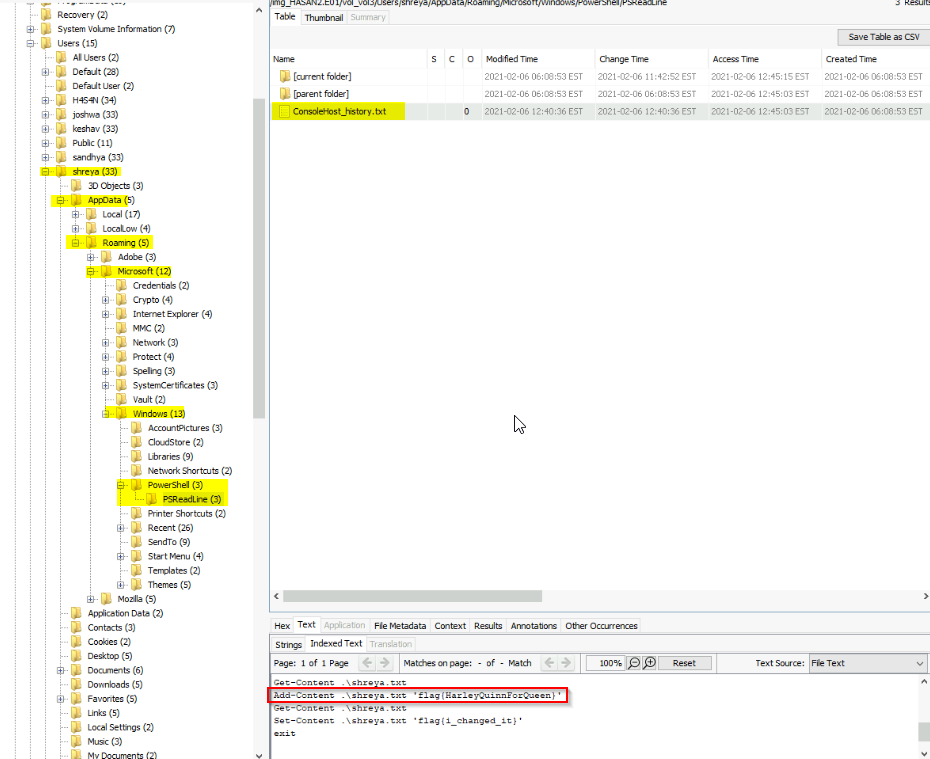 Recovery (2)
System Volume Information (7)
Users (15)
All Users (2)
Default (28)
Default User (2)
H4S4N (34)
joshwa (33)
keshav (33)
Public (11)
sandhya (33)
shreya (33)
3D Objects (3)
AppData (5)
Local (17)
LocalLow (4)
Roaming (5)
Adobe (3)
Microsoft (12)
Credentials (2)
Crypto (4)
Internet Explorer (4)
MMC (2)
Network (3)
Protect (4)
Spelling (3)
SystemCertificates (3)
Vault (2)
Windows (13)
AccountPictures (3)
CloudStore (2)
Libraries (9)
Network Shortcuts (2)
PowerShell (3)
PSReadLine (3)
Printer Shortcuts (2)
Recent (26)
SendTo (9)
Start Menu (4)
Templates (2)
Themes (5)
Mozilla (5)
Application Data (2)
Contacts (3)
Cookies (2)
Desktop (5)
Documents (6)
Downloads (5)
Favorites (5)
Links (5)
Local Settings (2)
Music (3)
My Documents (2)
/img_HASAN2.E01/vol_vol3/Users/shreya/AppData/Roaming/Microsoft/Windows/PowerShell/PSReadLine 3 Results
Table Thumbnail Summary
Save Table as CSV
Name S C O Modified Time Change Time Access Time Created Time
[current folder] 2021-02-06 06:08:53 EST 2021-02-06 11:42:52 EST 2021-02-06 12:45:15 EST 2021-02-06 06:08:53 EST
[parent folder] 2021-02-06 06:08:53 EST 2021-02-06 06:08:53 EST 2021-02-06 12:45:03 EST 2021-02-06 06:08:53 EST
ConsoleHost_history.txt 0 2021-02-06 12:40:36 EST 2021-02-06 12:40:36 EST 2021-02-06 12:45:03 EST 2021-02-06 06:08:53 EST
Hex Text Application File Metadata Context Results Annotations Other Occurrences
Strings Indexed Text Translation
Page: 1 of 1 Page Matches on page: - of - Match 100% Reset Text Source: File Text
Get-Content .\shreya.txt
Add-Content .\shreya.txt 'flag{HarleyQuinnForQueen}'
Get-Content .\shreya.txt
Set-Content .\shreya.txt 'flag{i_changed_it}'
exit